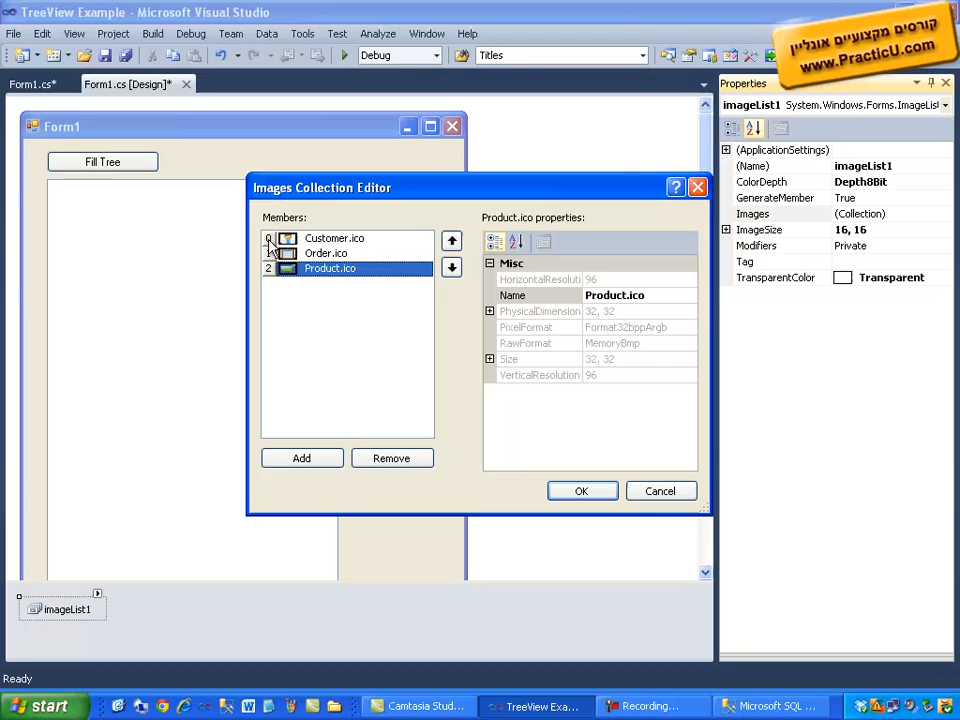 TreeView Example - Microsoft Visual Studio
File Edit View Project Build Debug Team Data Tools Test Analyze Window Help
Debug
Titles
קורסים מקצועיים אונליין
www.PracticU.com
Form1.cs*
Form1.cs [Design]*
Form1
Fill Tree
Images Collection Editor
Members:
0 Customer.ico
Order.ico
2 Product.ico
Add
Remove
Product.ico properties:
Misc
HorizontalResoluti 96
Name Product.ico
PhysicalDimension 32, 32
PixelFormat Format32bppArgb
RawFormat MemoryBmp
Size 32, 32
VerticalResolution 96
OK
Cancel
imageList1
Properties
imageList1 System.Windows.Forms.ImageList
(ApplicationSettings)
(Name) imageList1
ColorDepth Depth8Bit
GenerateMember True
Images (Collection)
ImageSize 16, 16
Modifiers Private
Tag
TransparentColor Transparent
Ready
start
Camtasia Stud...
TreeView Exa...
Recording...
Microsoft SQL ...